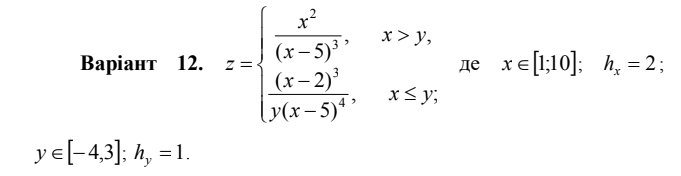 Варіант 12. z = { x² / (x − 5)³, x > y,
(x − 2)³ / y(x − 5)⁴, x ≤ y; де x ∈ [1;10]; hₓ = 2;
y ∈ [−4,3]; h_y = 1.